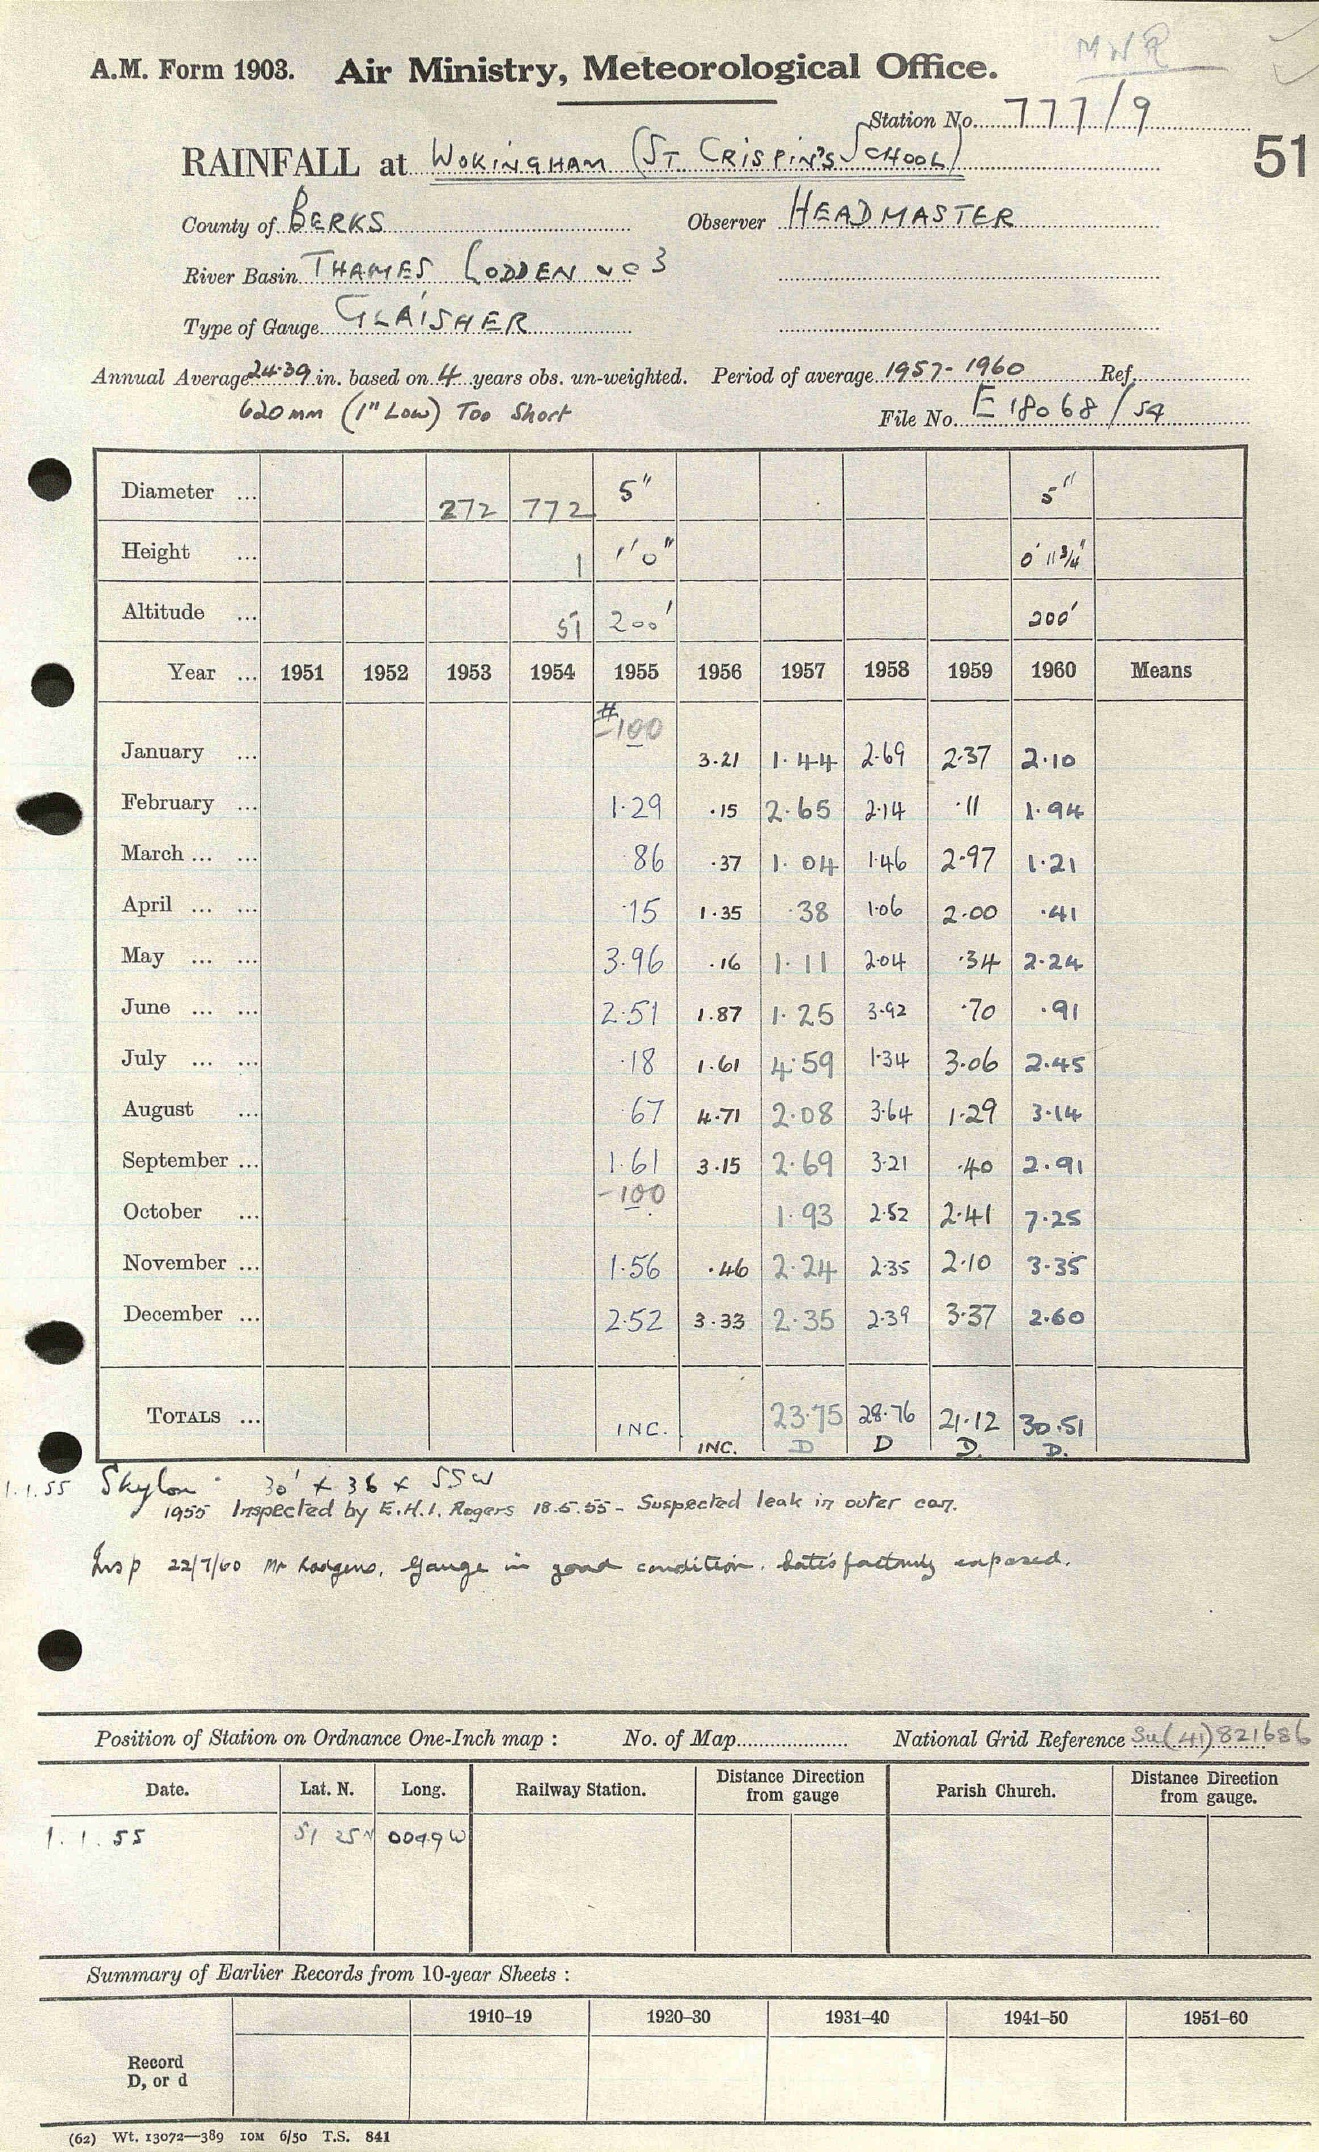 MNR
A.M. Form 1903. Air Ministry, Meteorological Office.
Station No. 777/9
51
RAINFALL at WOKINGHAM (ST. CRISPIN'S SCHOOL)
County of BERKS Observer HEADMASTER
River Basin THAMES LODDEN 3
Type of Gauge GLAISHER
Annual Average 24.39 in. based on 4 years obs. un-weighted. Period of average 1957-1960 Ref.
620mm (1" Low) Too Short File No. E 18068/54
Diameter ... 272 772 5" 5"
Height ... 1 1'0" 0' 11 3/4"
Altitude ... 51 200' 200'
Year ... 1951 1952 1953 1954 1955 1956 1957 1958 1959 1960 Means
# -100
January ... 3.21 1.44 2.69 2.37 2.10
February ... 1.29 .15 2.65 2.14 .11 1.94
March ... ... .86 .37 1.04 1.46 2.97 1.21
April ... ... .15 1.35 .38 1.06 2.00 .41
May ... ... 3.96 .16 1.11 2.04 .34 2.24
June ... ... 2.51 1.87 1.25 3.92 .70 .91
July ... ... .18 1.61 4.59 1.34 3.06 2.45
August ... .67 4.71 2.08 3.64 1.29 3.14
September ... 1.61 3.15 2.69 3.21 .40 2.91
-100
October ... 1.93 2.52 2.41 7.25
November ... 1.56 .46 2.24 2.35 2.10 3.35
December ... 2.52 3.33 2.35 2.39 3.37 2.60
TOTALS ... INC. INC. 23.75 28.76 21.12 30.51
D D D. D.
1.1.55 Skylon 30' x 36 x SSW
1955 Inspected by E.H.I. Rogers 18.5.55 - Suspected leak in outer can.
Insp 22/7/60 Mr Rodgers. Gauge in good condition. Satisfactorily exposed.
Position of Station on Ordnance One-Inch map : No. of Map National Grid Reference SU(41)821686
Date. Lat. N. Long. Railway Station. Distance from gauge Direction Parish Church. Distance from gauge. Direction
1.1.55 51 25N 0049W
Summary of Earlier Records from 10-year Sheets :
1910–19 1920–30 1931–40 1941–50 1951–60
Record
D, or d
(62) Wt. 13072—389 10M 6/50 T.S. 841